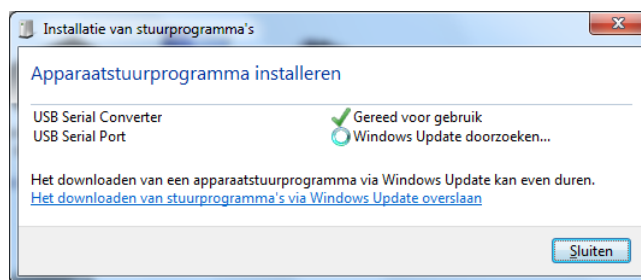 Installatie van stuurprogramma's
Apparaatstuurprogramma installeren
USB Serial Converter Gereed voor gebruik
USB Serial Port Windows Update doorzoeken...
Het downloaden van een apparaatstuurprogramma via Windows Update kan even duren.
Het downloaden van stuurprogramma's via Windows Update overslaan
Sluiten